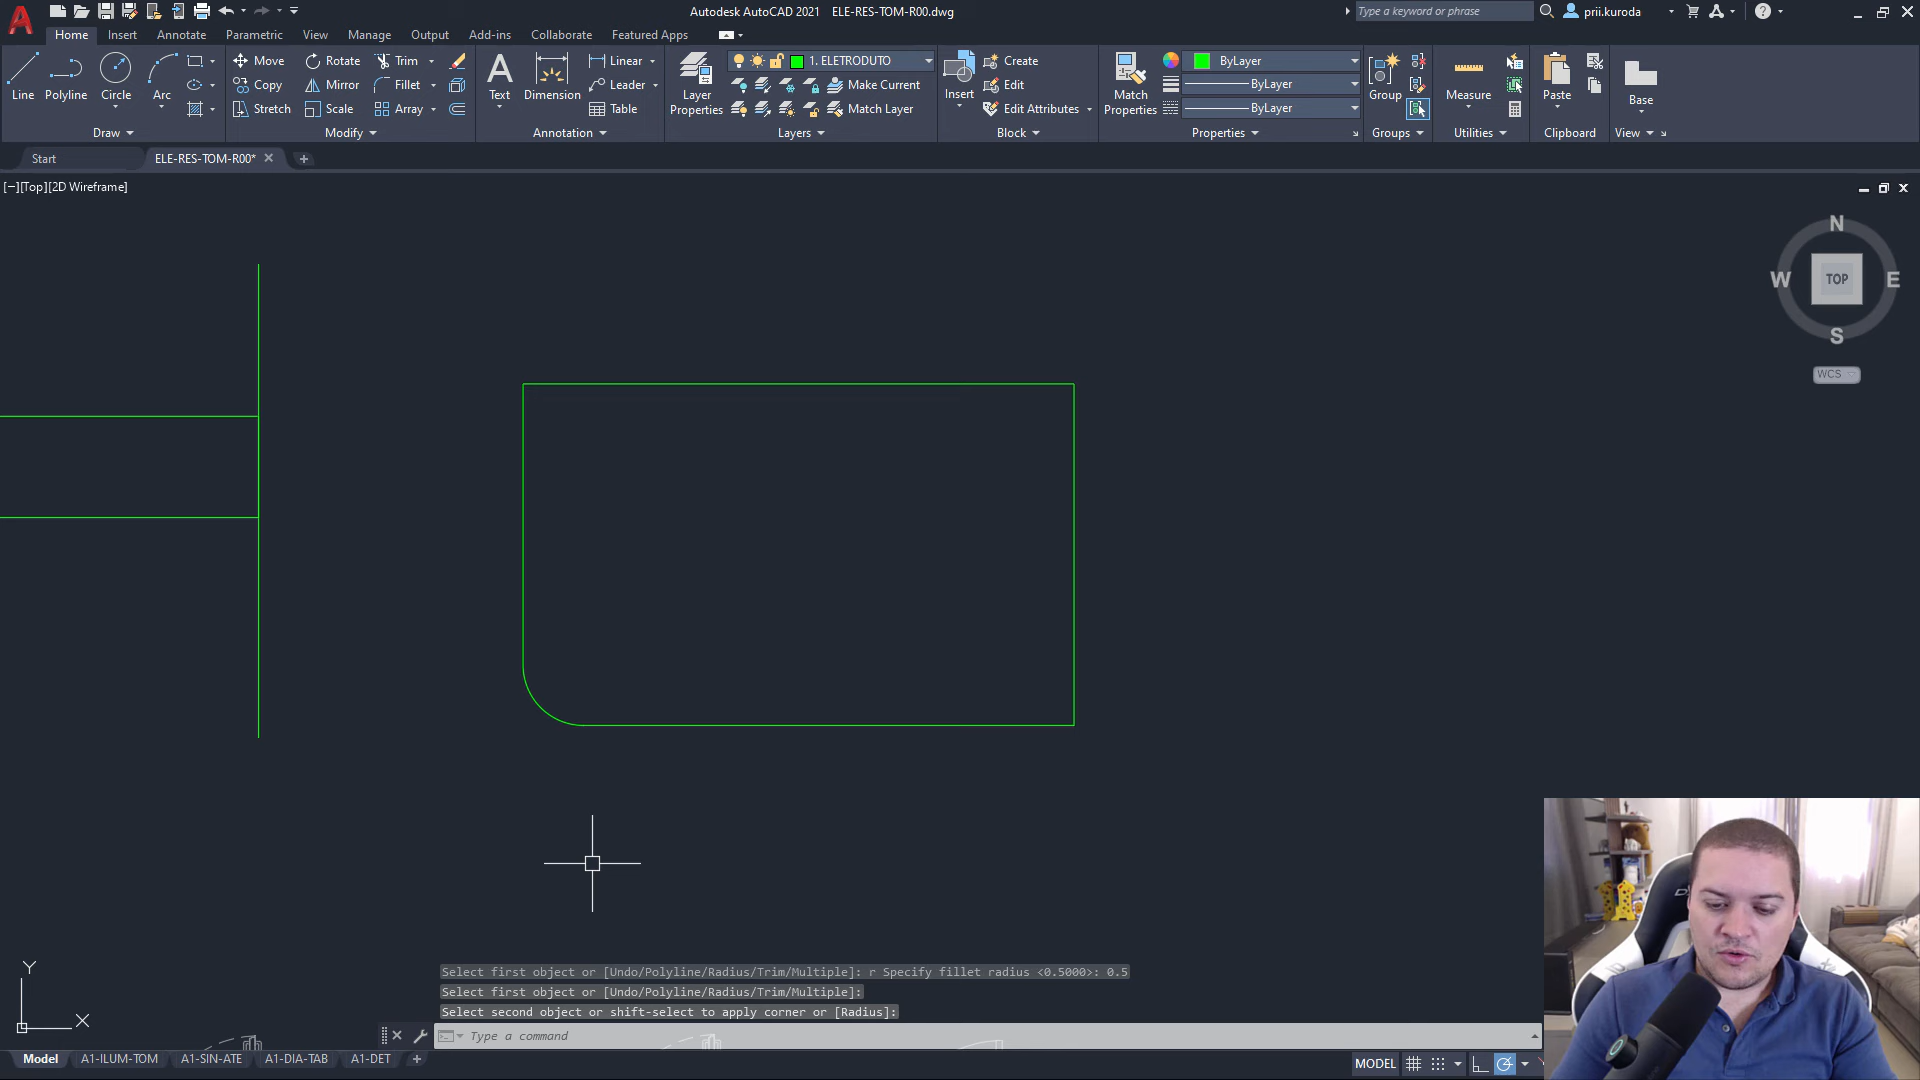 Autodesk AutoCAD 2021 ELE-RES-TOM-R00.dwg
Type a keyword or phrase
prii.kuroda
Home Insert Annotate Parametric View Manage Output Add-ins Collaborate Featured Apps
Line Polyline Circle Arc
Move Rotate Trim
Copy Mirror Fillet
Stretch Scale Array
Text Dimension
Linear
Leader
Table
Layer Properties
1. ELETRODUTO
Make Current
Match Layer
Insert
Create
Edit
Edit Attributes
Match Properties
ByLayer
ByLayer
ByLayer
Group
Measure
Paste
Base
Draw Modify Annotation Layers Block Properties Groups Utilities Clipboard View
Start ELE-RES-TOM-R00*
[−][Top][2D Wireframe]
N
W TOP E
S
WCS
Y
X
Select first object or [Undo/Polyline/Radius/Trim/Multiple]: r Specify fillet radius <0.5000>: 0.5
Select first object or [Undo/Polyline/Radius/Trim/Multiple]:
Select second object or shift-select to apply corner or [Radius]:
Type a command
Model A1-ILUM-TOM A1-SIN-ATE A1-DIA-TAB A1-DET
MODEL